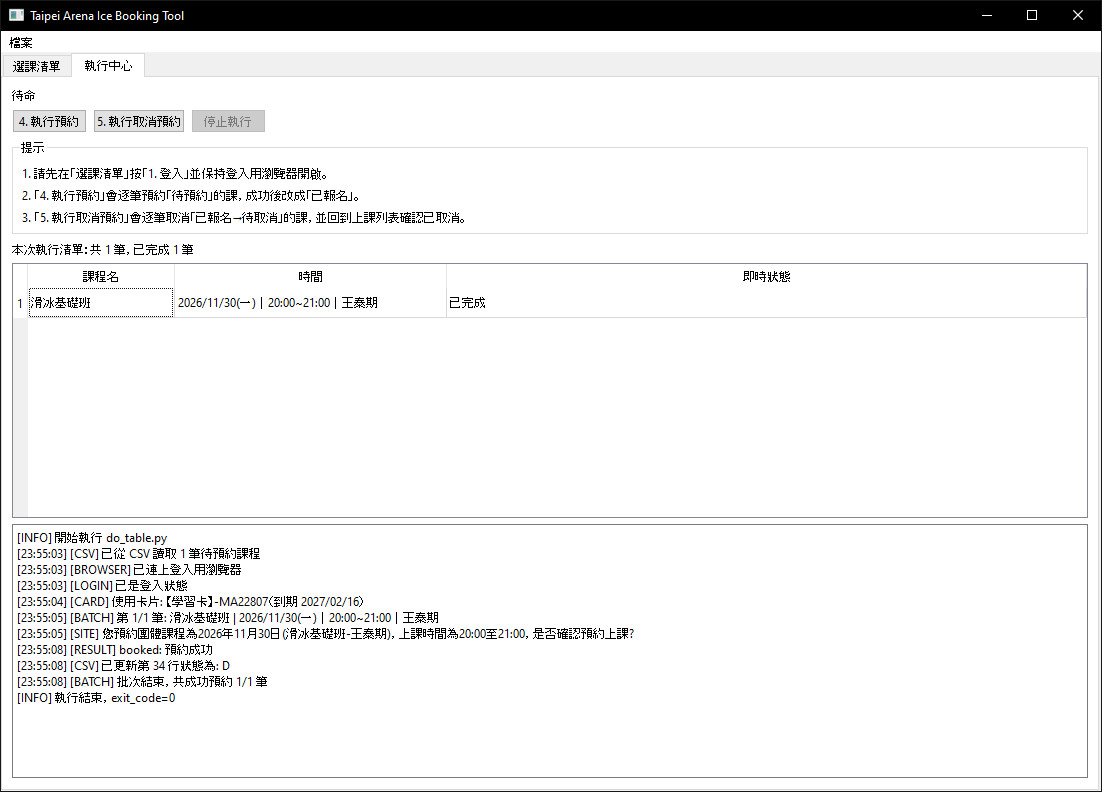 Taipei Arena Ice Booking Tool
檔案
選課清單 執行中心
待命
4. 執行預約 5. 執行取消預約 停止執行
提示
1. 請先在「選課清單」按「1. 登入」並保持登入用瀏覽器開啟。
2. 「4. 執行預約」會逐筆預約「待預約」的課, 成功後改成「已報名」。
3. 「5. 執行取消預約」會逐筆取消「已報名→待取消」的課, 並回到上課列表確認已取消。
本次執行清單: 共 1 筆, 已完成 1 筆
課程名 時間 即時狀態
1 滑冰基礎班 2026/11/30(一) | 20:00~21:00 | 王泰期 已完成
[INFO] 開始執行 do_table.py
[23:55:03] [CSV] 已從 CSV 讀取 1 筆待預約課程
[23:55:03] [BROWSER] 已連上登入用瀏覽器
[23:55:03] [LOGIN] 已是登入狀態
[23:55:04] [CARD] 使用卡片: 【學習卡】-MA22807〈到期 2027/02/16〉
[23:55:05] [BATCH] 第 1/1 筆: 滑冰基礎班 | 2026/11/30(一) | 20:00~21:00 | 王泰期
[23:55:05] [SITE] 您預約團體課程為2026年11月30日 (滑冰基礎班-王泰期), 上課時間為20:00至21:00, 是否確認預約上課?
[23:55:08] [RESULT] booked: 預約成功
[23:55:08] [CSV] 已更新第 34 行狀態為: D
[23:55:08] [BATCH] 批次結束, 共成功預約 1/1 筆
[INFO] 執行結束, exit_code=0